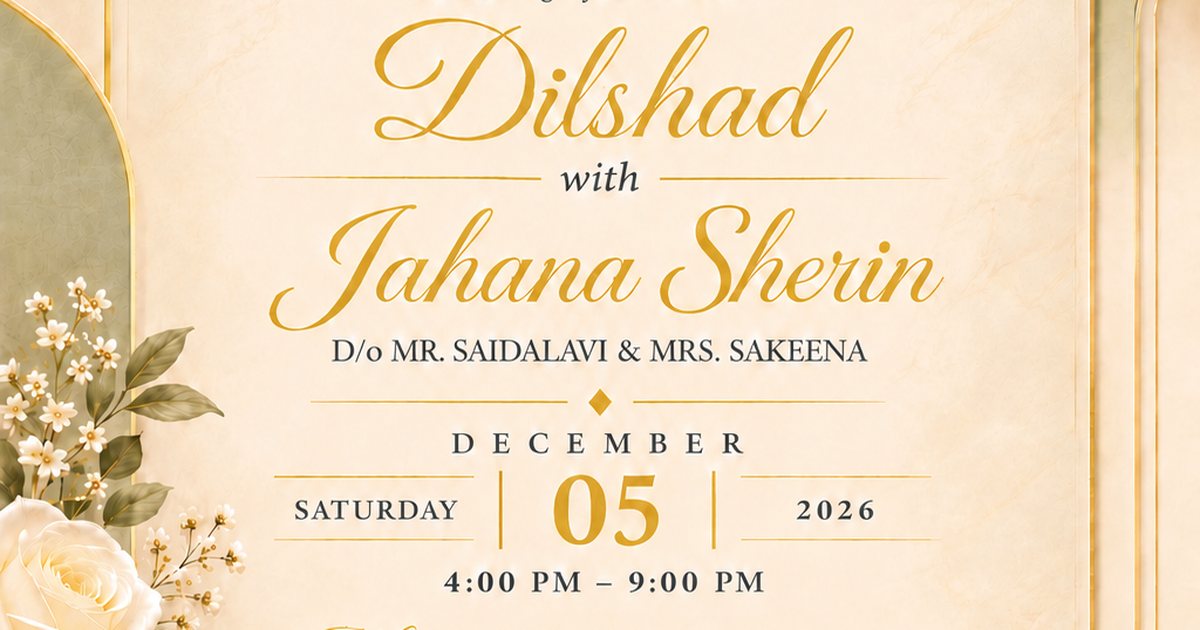 Dilshad
with
Jahana Sherin
D/o MR. SAIDALAVI & MRS. SAKEENA
DECEMBER
SATURDAY 05 2026
4:00 PM – 9:00 PM